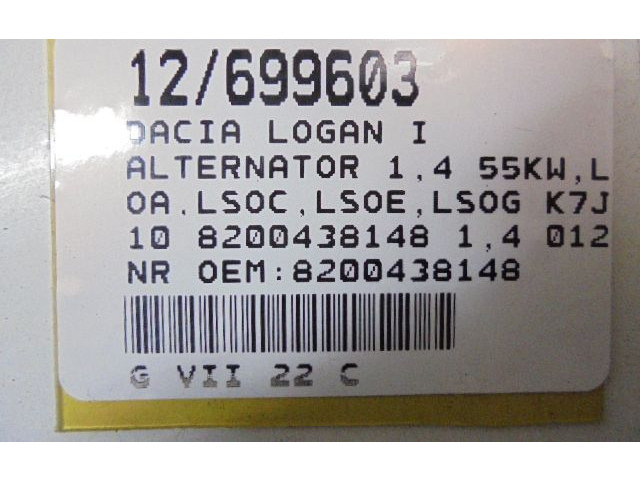 12/699603
DACIA LOGAN I
ALTERNATOR 1,4 55KW,L
OA.LSOC,LSOE,LSOG K7J
10 8200438148 1,4 012
NR OEM:8200438148
G VII 22 C